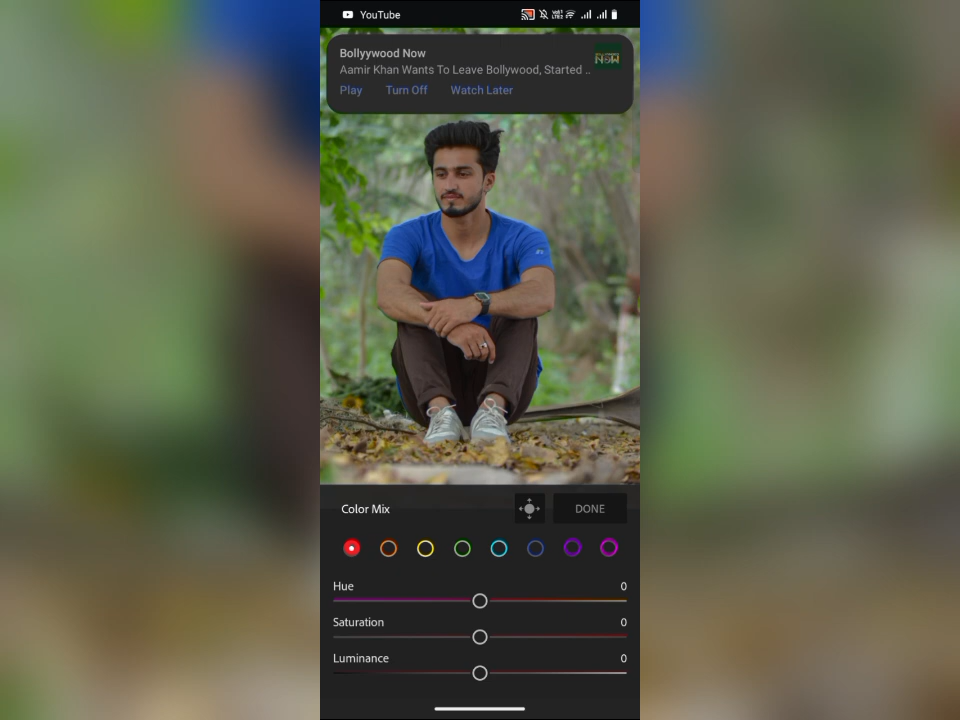 YouTube
Bollyywood Now
Aamir Khan Wants To Leave Bollywood, Started ..
Play Turn Off Watch Later
NOW
Color Mix
DONE
Hue 0
Saturation 0
Luminance 0